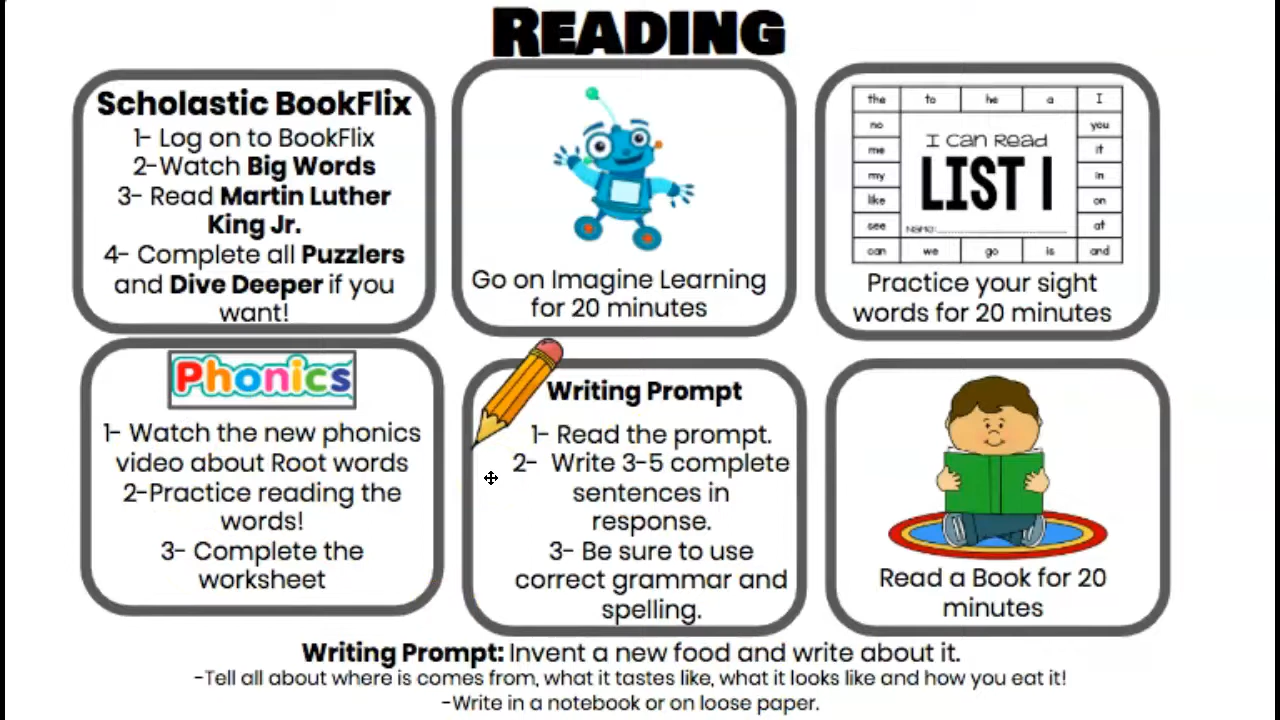 READING
Scholastic BookFlix
1- Log on to BookFlix
2-Watch Big Words
3- Read Martin Luther
King Jr.
4- Complete all Puzzlers
and Dive Deeper if you
want!
Go on Imagine Learning
for 20 minutes
the to he a I
no you
me it
my in
like on
see at
can we go is and
I Can Read
LIST 1
Name:
Practice your sight
words for 20 minutes
Phonics
1- Watch the new phonics
video about Root words
2-Practice reading the
words!
3- Complete the
worksheet
Writing Prompt
1- Read the prompt.
2- Write 3-5 complete
sentences in
response.
3- Be sure to use
correct grammar and
spelling.
Read a Book for 20
minutes
Writing Prompt: Invent a new food and write about it.
-Tell all about where is comes from, what it tastes like, what it looks like and how you eat it!
-Write in a notebook or on loose paper.